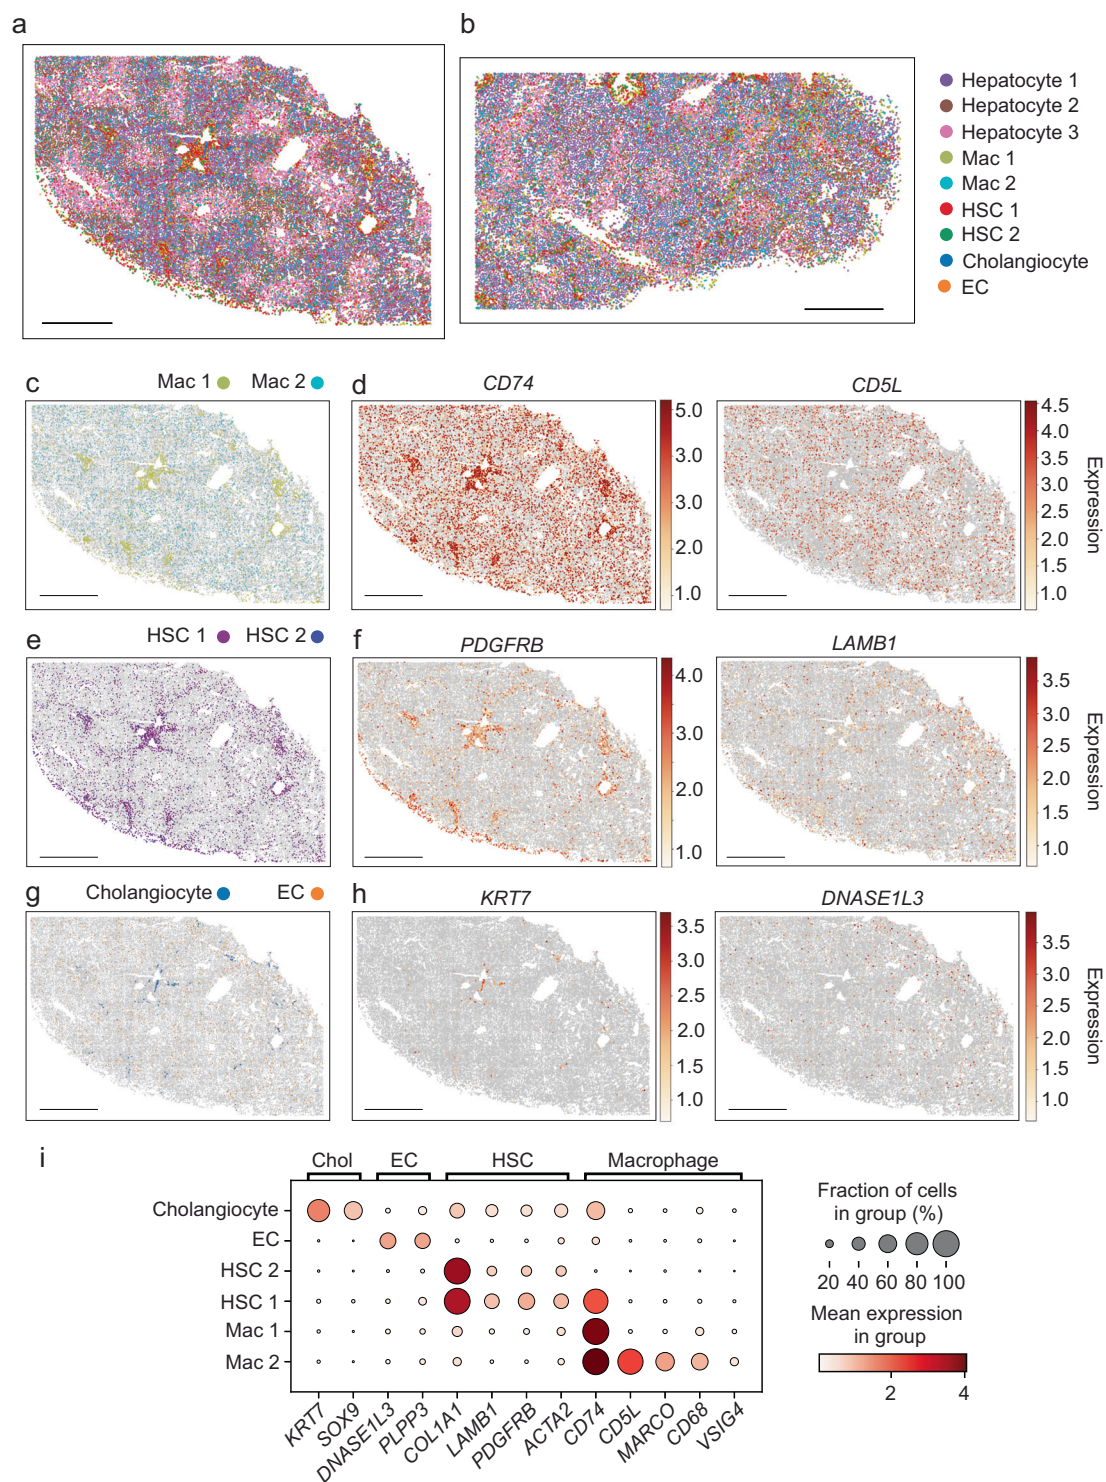 a
b
Hepatocyte 1
Hepatocyte 2
Hepatocyte 3
Mac 1
Mac 2
HSC 1
HSC 2
Cholangiocyte
EC
c
Mac 1
Mac 2
d
CD74
5.0
3.0
3.0
2.0
1.0
CD5L
4.5
4.0
3.5
3.0
2.5
2.0
1.5
1.0
Expression
e
HSC 1
HSC 2
f
PDGFRB
4.0
3.0
2.0
1.0
LAMB1
3.5
3.0
2.5
2.0
1.5
1.0
Expression
g
Cholangiocyte
EC
h
KRT7
3.5
3.0
2.5
2.0
1.5
1.0
DNASE1L3
3.5
3.0
2.5
2.0
1.5
1.0
Expression
i
Chol
EC
HSC
Macrophage
Cholangiocyte
EC
HSC 2
HSC 1
Mac 1
Mac 2
KRT7
SOX9
DNASE1L3
PLPP3
COL1A1
LAMB1
PDGFRB
ACTA2
CD74
CD5L
MARCO
CD68
VSIG4
Fraction of cells
in group (%)
20 40 60 80 100
Mean expression
in group
2 4